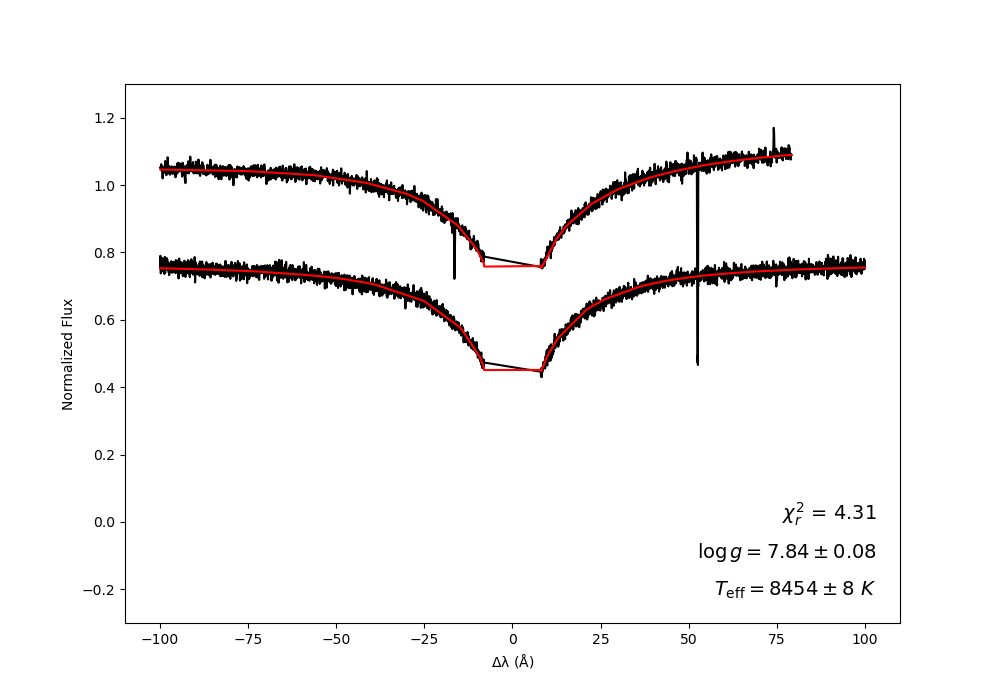 1.2
1.0
0.8
0.6
0.4
0.2
0.0
−0.2
Normalized Flux
χ²ᵣ = 4.31
log g = 7.84 ± 0.08
T_eff = 8454 ± 8 K
−100 −75 −50 −25 0 25 50 75 100
Δλ (Å)